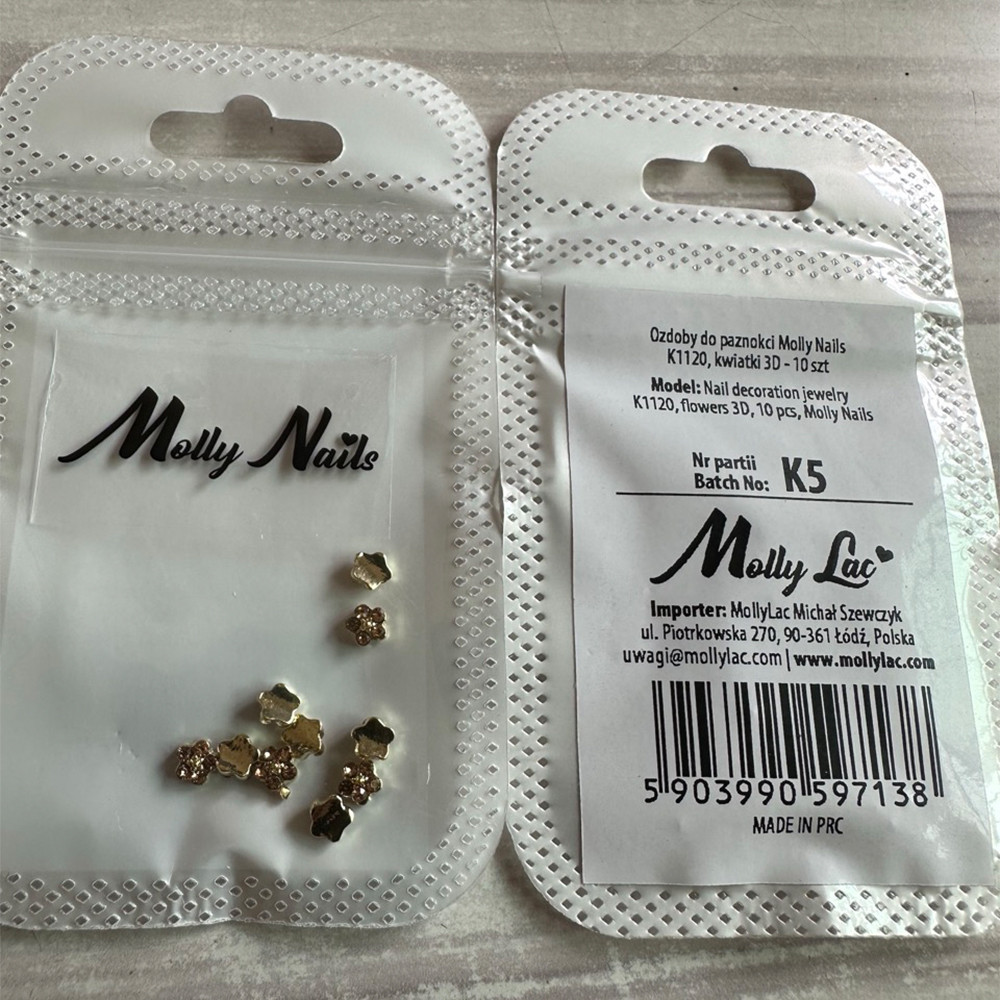 Molly Nails
Ozdoby do paznokci Molly Nails
K1120, kwiatki 3D - 10 szt
Model: Nail decoration jewelry
K1120, flowers 3D, 10 pcs, Molly Nails
Nr partii
Batch No: K5
Molly Lac
Importer: MollyLac Michał Szewczyk
ul. Piotrkowska 270, 90-361 Łódź, Polska
uwagi@mollylac.com | www.mollylac.com
5 903990 597138
MADE IN PRC